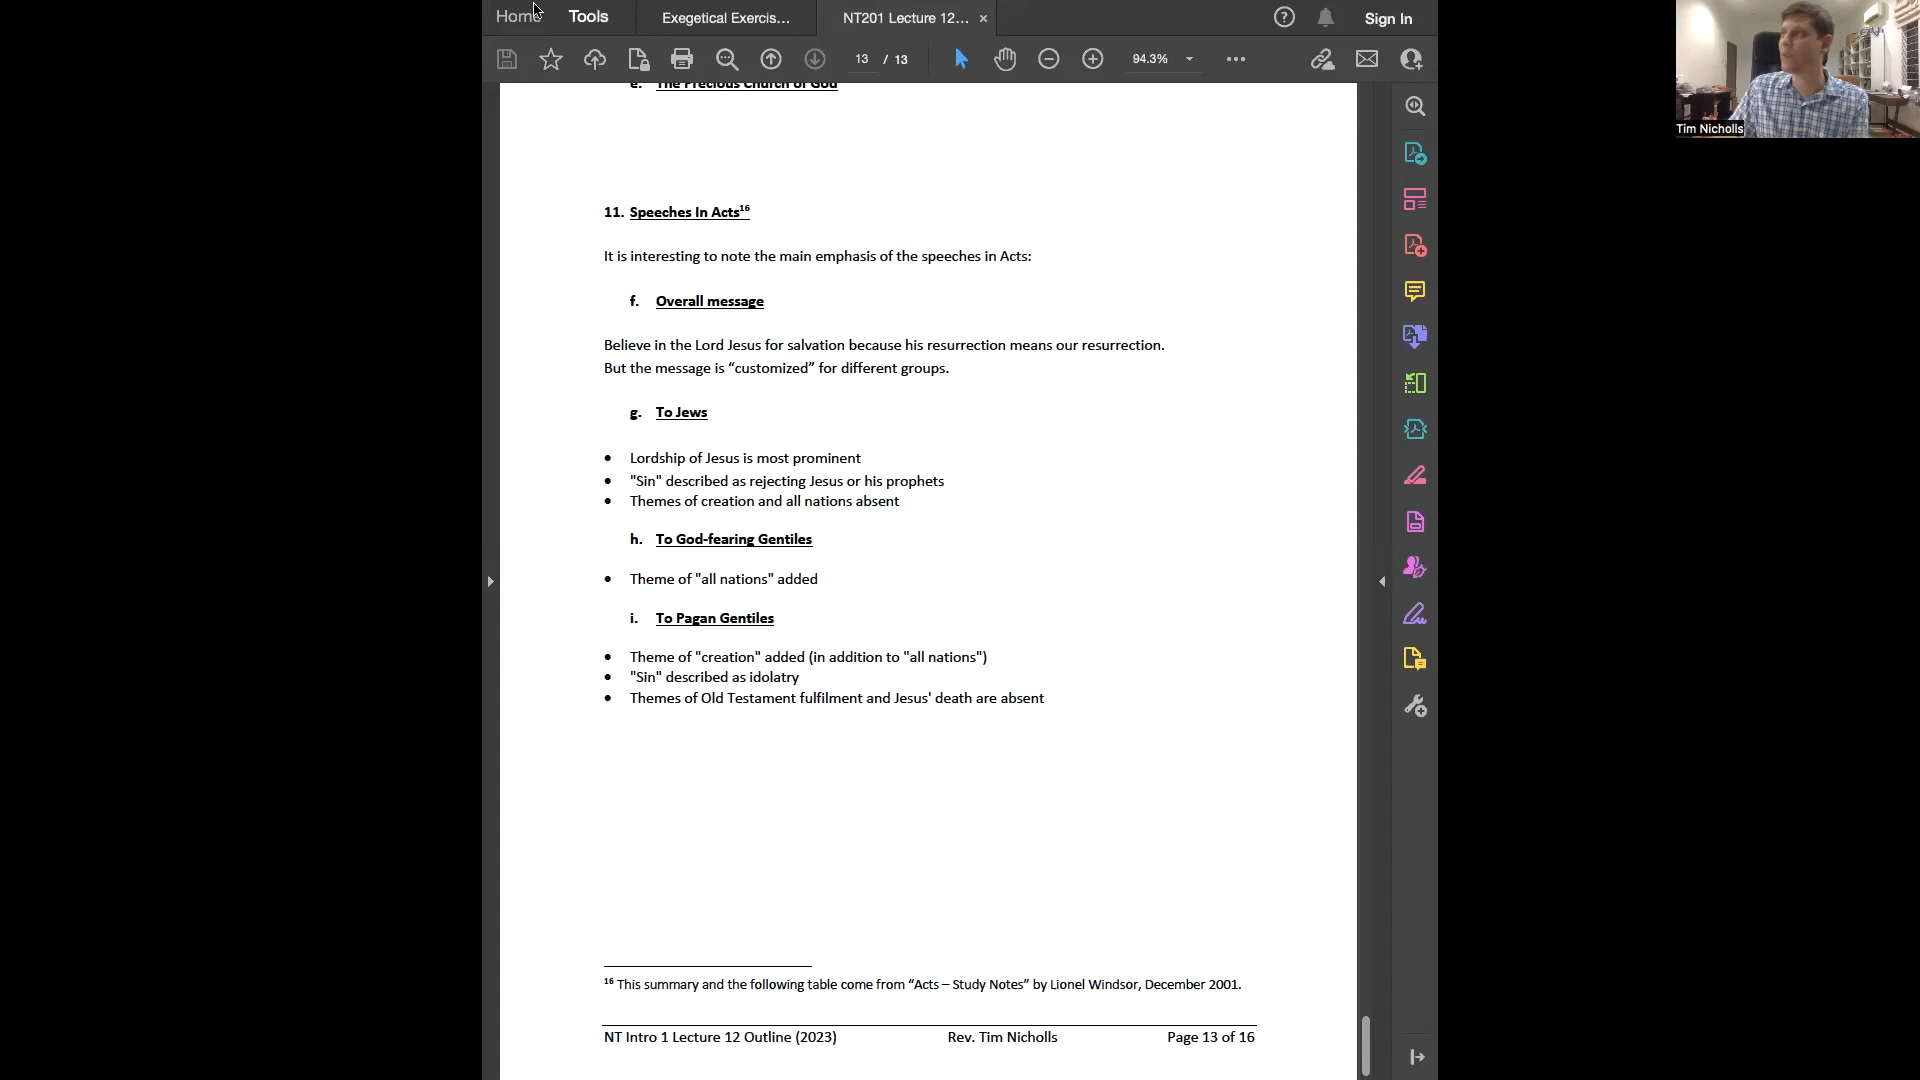 Home
Tools
Exegetical Exercis...
NT201 Lecture 12...
Sign In
13 / 13
94.3%
Tim Nicholls
e. The Precious Church of God
11. Speeches In Acts16
It is interesting to note the main emphasis of the speeches in Acts:
f. Overall message
Believe in the Lord Jesus for salvation because his resurrection means our resurrection.
But the message is “customized” for different groups.
g. To Jews
• Lordship of Jesus is most prominent
• "Sin" described as rejecting Jesus or his prophets
• Themes of creation and all nations absent
h. To God-fearing Gentiles
• Theme of "all nations" added
i. To Pagan Gentiles
• Theme of "creation" added (in addition to "all nations")
• "Sin" described as idolatry
• Themes of Old Testament fulfilment and Jesus' death are absent
16 This summary and the following table come from “Acts – Study Notes” by Lionel Windsor, December 2001.
NT Intro 1 Lecture 12 Outline (2023) Rev. Tim Nicholls Page 13 of 16